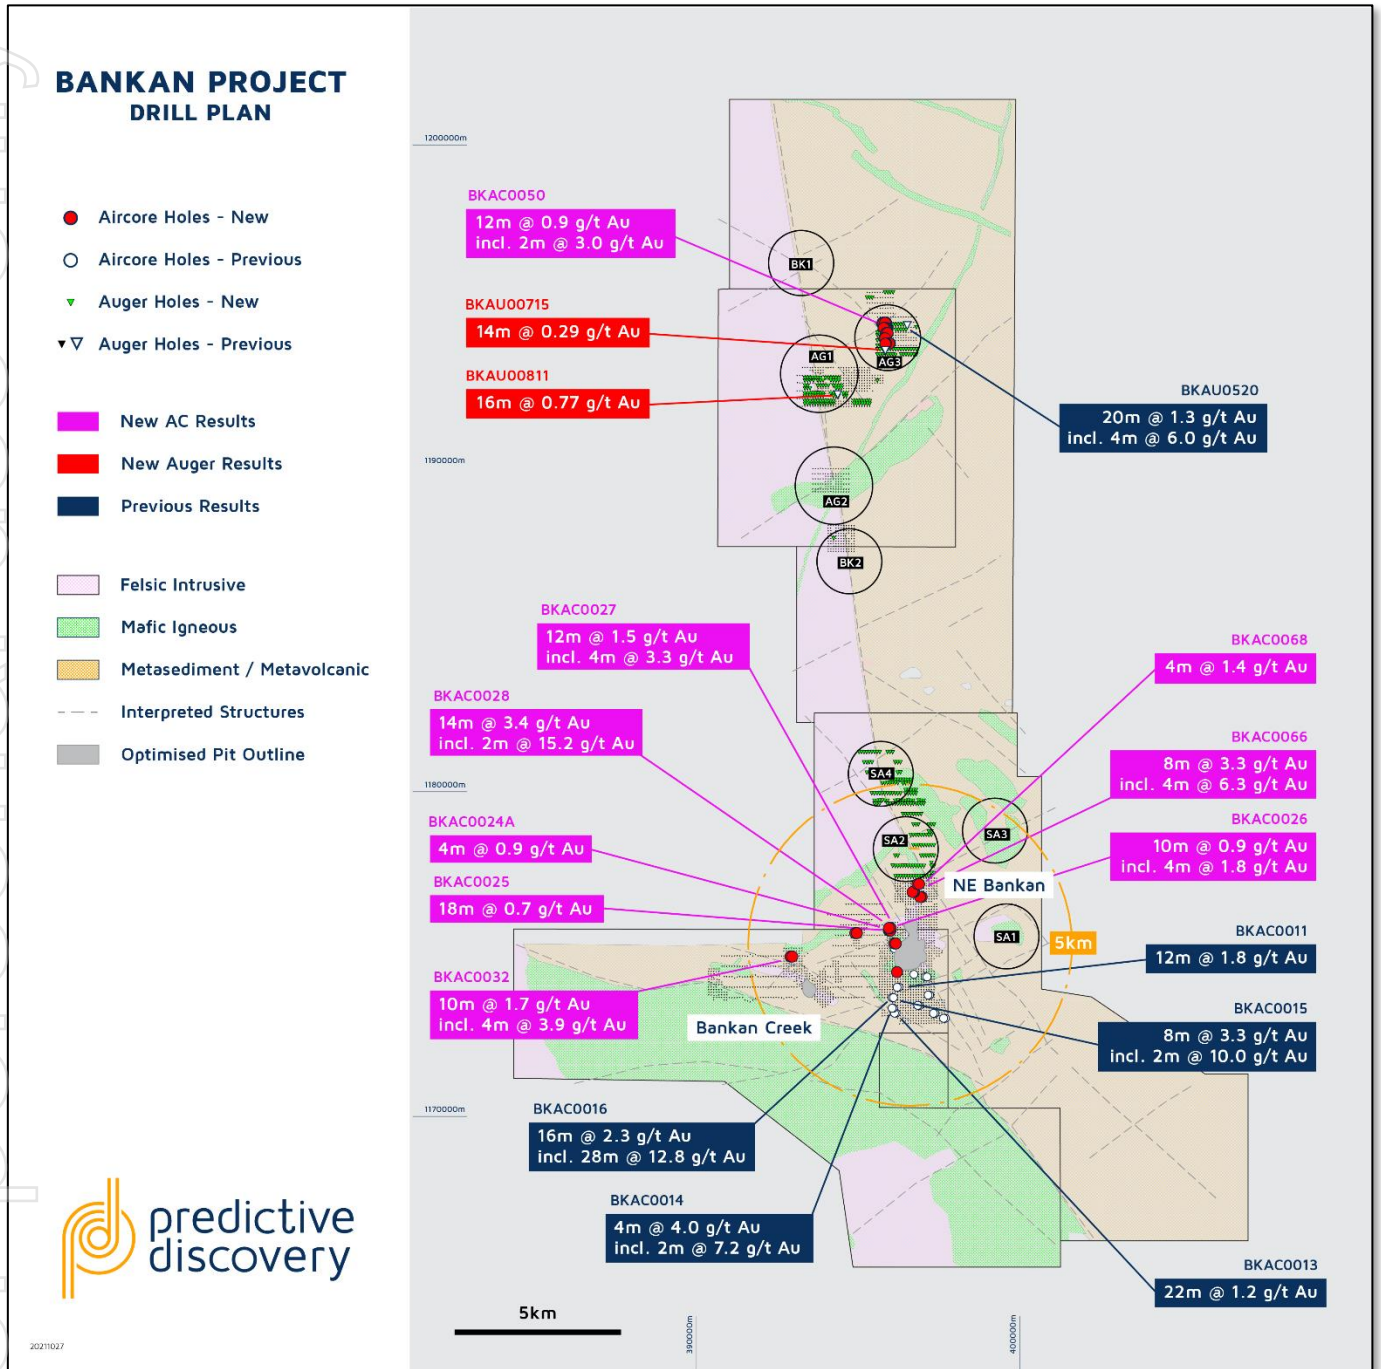 BANKAN PROJECT
DRILL PLAN
Aircore Holes - New
Aircore Holes - Previous
Auger Holes - New
Auger Holes - Previous
New AC Results
New Auger Results
Previous Results
Felsic Intrusive
Mafic Igneous
Metasediment / Metavolcanic
Interpreted Structures
Optimised Pit Outline
predictive
discovery
20211027
1200000m
BKAC0050
12m @ 0.9 g/t Au
incl. 2m @ 3.0 g/t Au
BK1
BKAU00715
14m @ 0.29 g/t Au
AG1
AG3
BKAU00811
16m @ 0.77 g/t Au
BKAU0520
20m @ 1.3 g/t Au
incl. 4m @ 6.0 g/t Au
1190000m
AG2
BK2
BKAC0027
12m @ 1.5 g/t Au
incl. 4m @ 3.3 g/t Au
BKAC0068
4m @ 1.4 g/t Au
BKAC0028
14m @ 3.4 g/t Au
incl. 2m @ 15.2 g/t Au
BKAC0066
8m @ 3.3 g/t Au
incl. 4m @ 6.3 g/t Au
SA4
1180000m
BKAC0024A
4m @ 0.9 g/t Au
SA2
SA3
BKAC0026
10m @ 0.9 g/t Au
incl. 4m @ 1.8 g/t Au
BKAC0025
18m @ 0.7 g/t Au
NE Bankan
SA1
5km
BKAC0011
12m @ 1.8 g/t Au
BKAC0032
10m @ 1.7 g/t Au
incl. 4m @ 3.9 g/t Au
Bankan Creek
BKAC0015
8m @ 3.3 g/t Au
incl. 2m @ 10.0 g/t Au
1170000m
BKAC0016
16m @ 2.3 g/t Au
incl. 28m @ 12.8 g/t Au
BKAC0014
4m @ 4.0 g/t Au
incl. 2m @ 7.2 g/t Au
BKAC0013
22m @ 1.2 g/t Au
5km
390000m
400000m